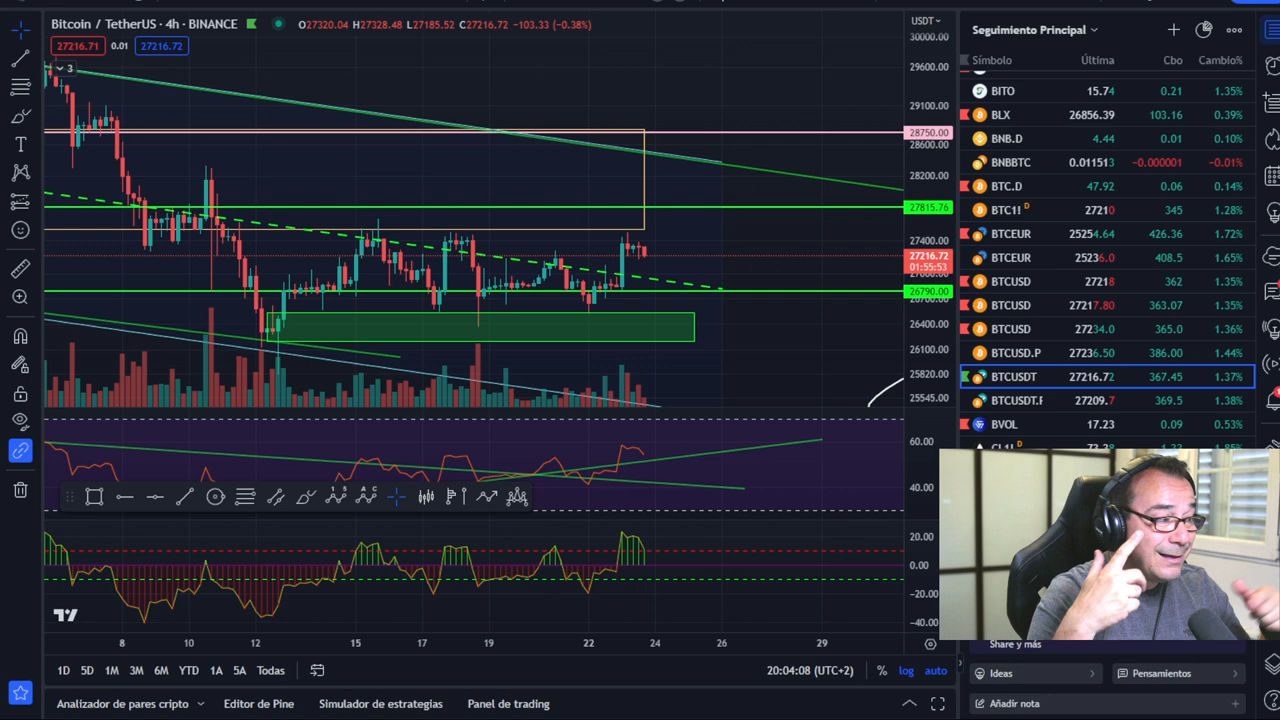 Bitcoin / TetherUS · 4h · BINANCE O27320.04 H27328.48 L27185.52 C27216.72 −103.33 (−0.38%)
27216.71 0.01 27216.72
3
USDT
30000.00
29600.00
29100.00
28750.00
28600.00
28200.00
27815.76
27400.00
27216.72
01:55:53
26790.00
26400.00
26100.00
25820.00
25545.00
60.00
40.00
20.00
0.00
−20.00
−40.00
8 10 12 15 17 19 22 24 26 29
1D 5D 1M 3M 6M YTD 1A 5A Todas 20:04:08 (UTC+2) % log auto
Analizador de pares cripto Editor de Pine Simulador de estrategias Panel de trading
Seguimiento Principal
Símbolo Última Cbo Cambio%
BITO 15.74 0.21 1.35%
BLX 26856.39 103.16 0.39%
BNB.D 4.44 0.01 0.10%
BNBBTC 0.011513 −0.000001 −0.01%
BTC.D 47.92 0.06 0.14%
BTC1! D 27210 345 1.28%
BTCEUR 25254.64 426.36 1.72%
BTCEUR 25236.0 408.5 1.65%
BTCUSD 27218 362 1.35%
BTCUSD 27217.80 363.07 1.35%
BTCUSD 27234.0 365.0 1.36%
BTCUSD.P 27236.50 386.00 1.44%
BTCUSDT 27216.72 367.45 1.37%
BTCUSDT.F 27209.7 369.5 1.38%
BVOL 17.23 0.09 0.53%
Share y más
Ideas Pensamientos
Añadir nota